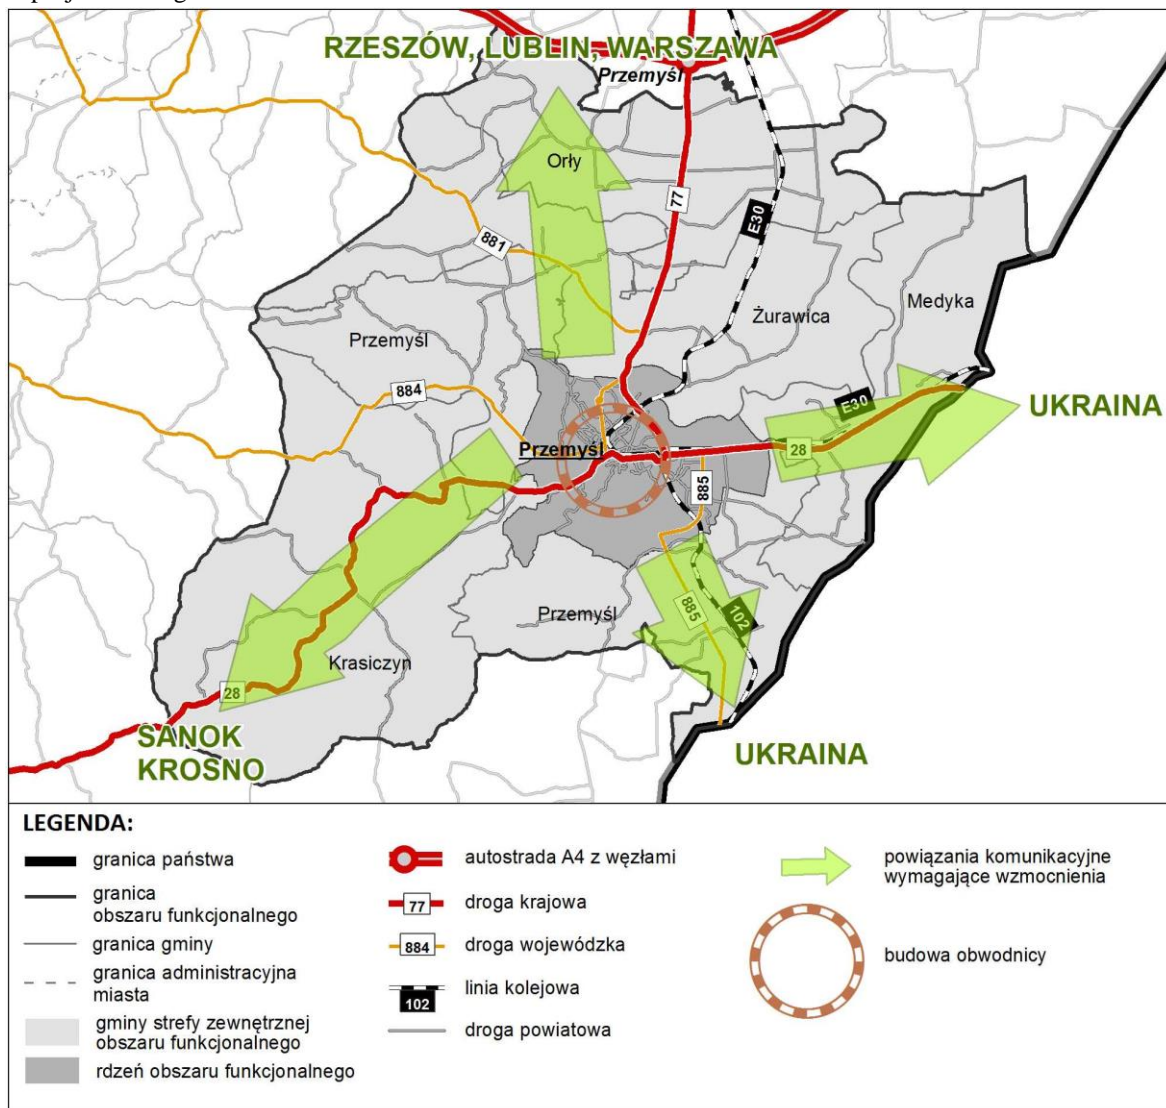 RZESZÓW, LUBLIN, WARSZAWA
Przemyśl
Orły
77
E30
881
Medyka
Żurawica
Przemyśl
884
E30
UKRAINA
Przemyśl
28
885
885
102
Przemyśl
Krasiczyn
28
SANOK
KROSNO
UKRAINA
LEGENDA:
granica państwa
granica
obszaru funkcjonalnego
granica gminy
granica administracyjna
miasta
gminy strefy zewnętrznej
obszaru funkcjonalnego
rdzeń obszaru funkcjonalnego
autostrada A4 z węzłami
77
droga krajowa
884
droga wojewódzka
linia kolejowa
102
droga powiatowa
powiązania komunikacyjne
wymagające wzmocnienia
budowa obwodnicy